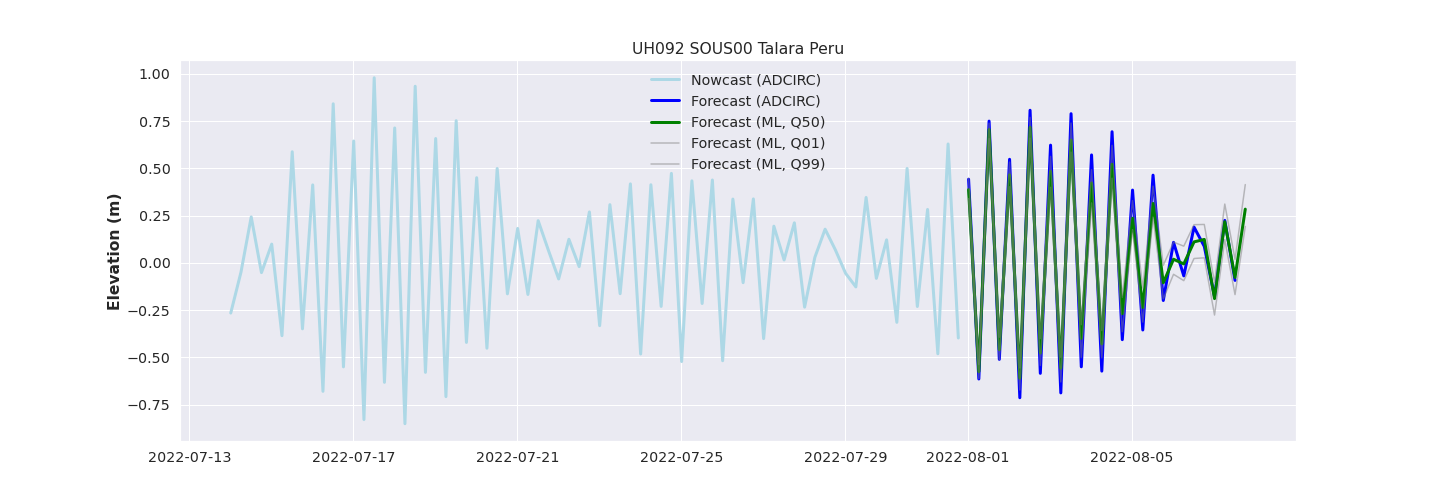 UH092 SOUS00 Talara Peru
Elevation (m)
1.00
0.75
0.50
0.25
0.00
−0.25
−0.50
−0.75
Nowcast (ADCIRC)
Forecast (ADCIRC)
Forecast (ML, Q50)
Forecast (ML, Q01)
Forecast (ML, Q99)
2022-07-13 2022-07-17 2022-07-21 2022-07-25 2022-07-29 2022-08-01 2022-08-05